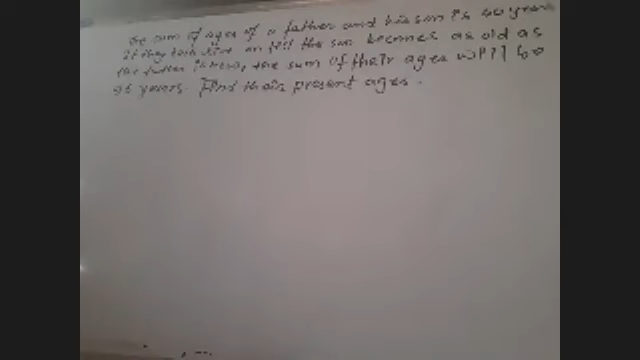 The sum of ages of a father and his son is 40 years
If they both live on till the son becomes as old as
the father is now, the sum of their ages will be
96 years. Find their present ages.